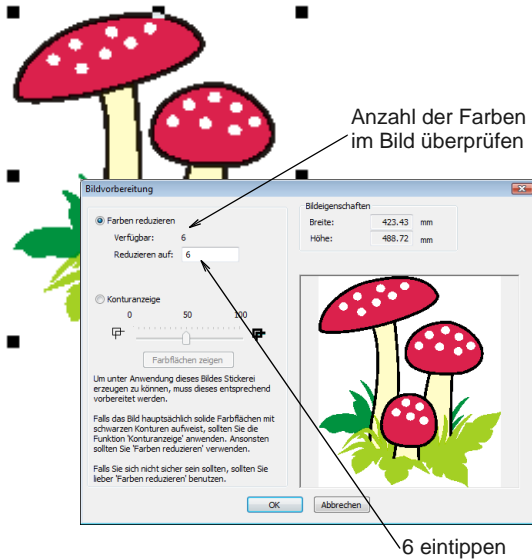 Anzahl der Farben
im Bild überprüfen
Bildvorbereitung
Farben reduzieren
Verfügbar: 6
Reduzieren auf: 6
Konturanzeige
0 50 100
Farbflächen zeigen
Um unter Anwendung dieses Bildes Stickerei
erzeugen zu können, muss dieses entsprechend
vorbereitet werden.
Falls das Bild hauptsächlich solide Farbflächen mit
schwarzen Konturen aufweist, sollten Sie die
Funktion 'Konturanzeige' anwenden. Ansonsten
sollten Sie 'Farben reduzieren' verwenden.
Falls Sie sich nicht sicher sein sollten, sollten Sie
lieber 'Farben reduzieren' benutzen.
Bildeigenschaften
Breite: 423.43 mm
Höhe: 488.72 mm
OK Abbrechen
6 eintippen